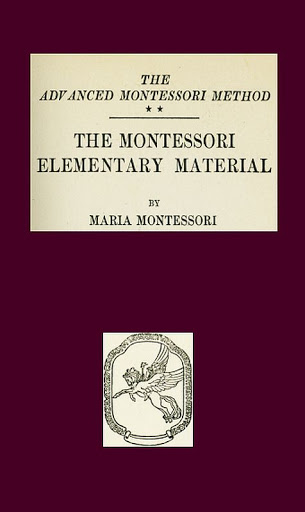 THE
ADVANCED MONTESSORI METHOD
★ ★
THE MONTESSORI
ELEMENTARY MATERIAL
BY
MARIA MONTESSORI